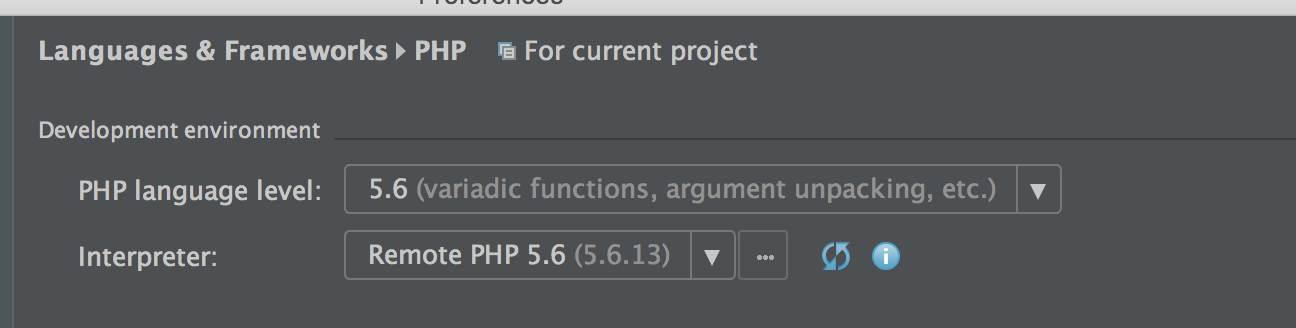 Preferences
Languages & Frameworks PHP For current project
Development environment
PHP language level: 5.6 (variadic functions, argument unpacking, etc.)
Interpreter: Remote PHP 5.6 (5.6.13) ...